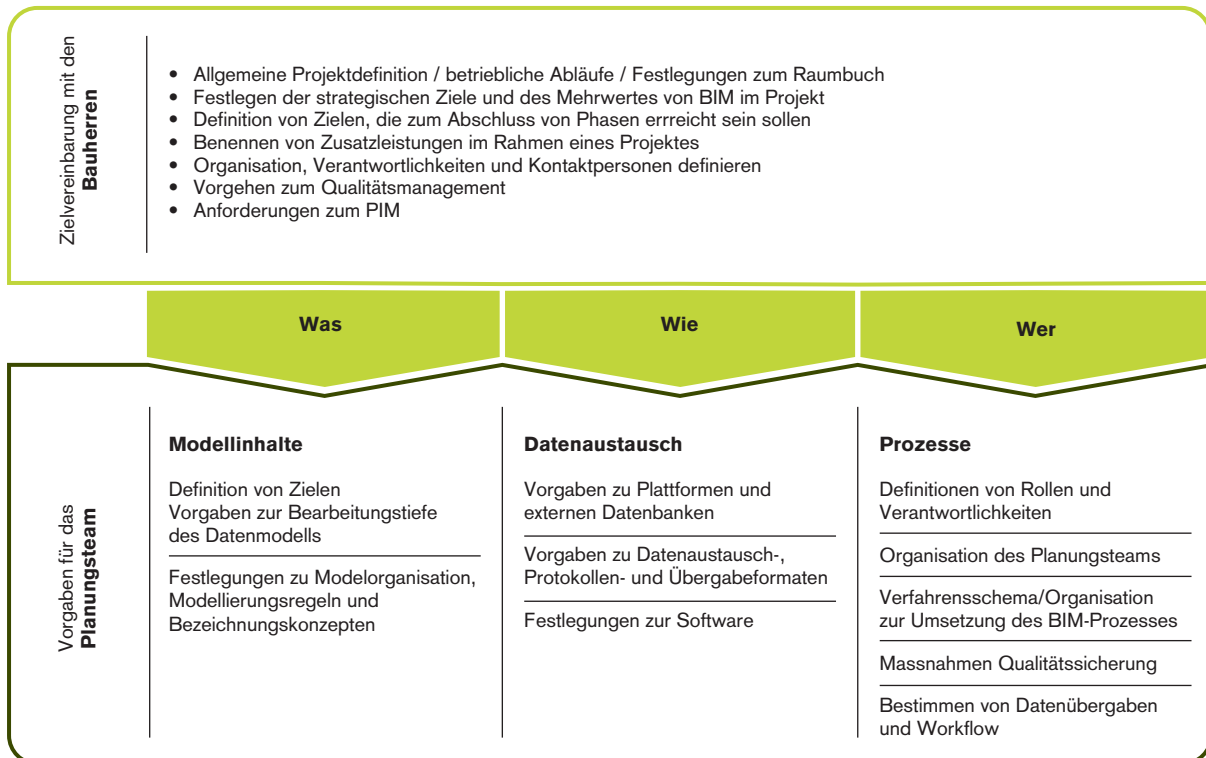 Zielvereinbarung mit den
Bauherren
• Allgemeine Projektdefinition / betriebliche Abläufe / Festlegungen zum Raumbuch
• Festlegen der strategischen Ziele und des Mehrwertes von BIM im Projekt
• Definition von Zielen, die zum Abschluss von Phasen errreicht sein sollen
• Benennen von Zusatzleistungen im Rahmen eines Projektes
• Organisation, Verantwortlichkeiten und Kontaktpersonen definieren
• Vorgehen zum Qualitätsmanagement
• Anforderungen zum PIM
Was
Wie
Wer
Vorgaben für das
Planungsteam
Modellinhalte
Definition von Zielen
Vorgaben zur Bearbeitungstiefe
des Datenmodells
Festlegungen zu Modelorganisation,
Modellierungsregeln und
Bezeichnungskonzepten
Datenaustausch
Vorgaben zu Plattformen und
externen Datenbanken
Vorgaben zu Datenaustausch-,
Protokollen- und Übergabeformaten
Festlegungen zur Software
Prozesse
Definitionen von Rollen und
Verantwortlichkeiten
Organisation des Planungsteams
Verfahrensschema/Organisation
zur Umsetzung des BIM-Prozesses
Massnahmen Qualitätssicherung
Bestimmen von Datenübergaben
und Workflow